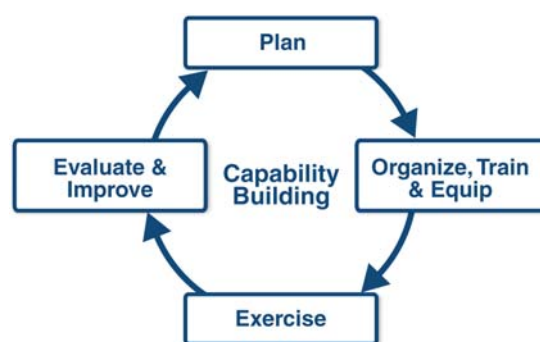 Plan
Organize, Train
& Equip
Exercise
Evaluate &
Improve
Capability
Building